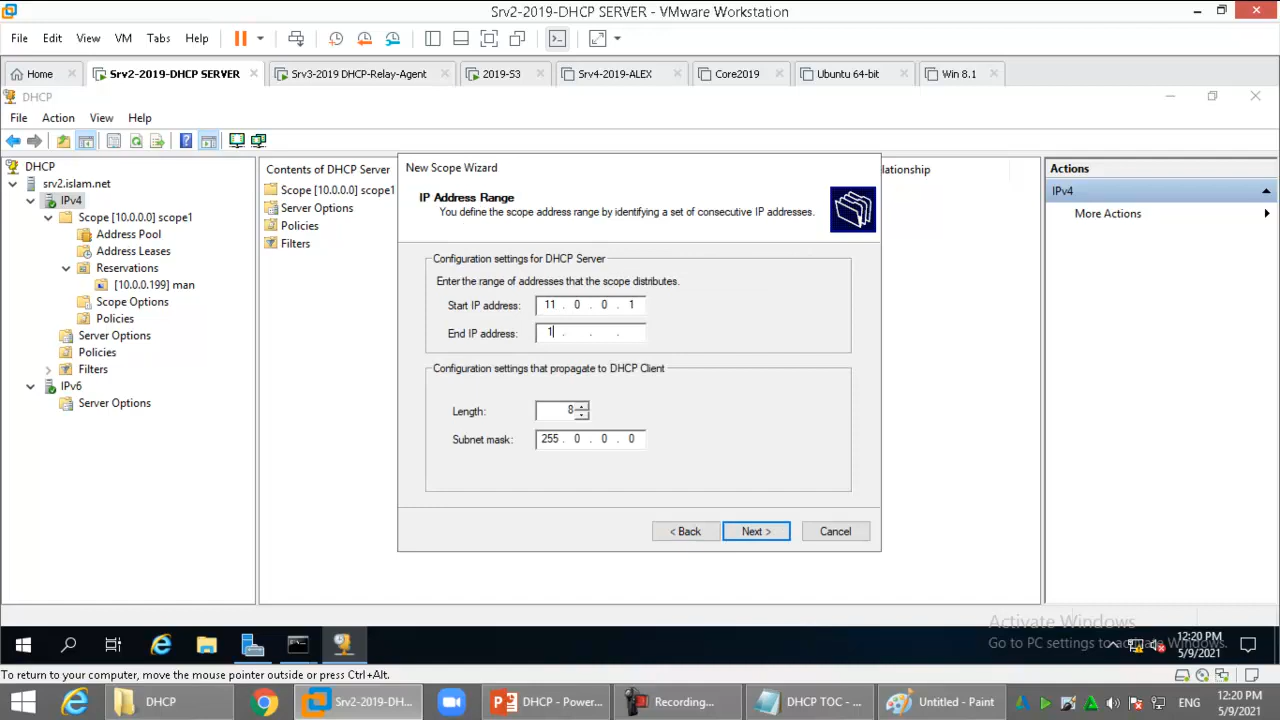 Srv2-2019-DHCP SERVER - VMware Workstation
File Edit View VM Tabs Help
Home Srv2-2019-DHCP SERVER Srv3-2019 DHCP-Relay-Agent 2019-S3 Srv4-2019-ALEX Core2019 Ubuntu 64-bit Win 8.1
DHCP
File Action View Help
DHCP
srv2.islam.net
IPv4
Scope [10.0.0.0] scope1
Address Pool
Address Leases
Reservations
[10.0.0.199] man
Scope Options
Policies
Server Options
Policies
Filters
IPv6
Server Options
Contents of DHCP Server
Scope [10.0.0.0] scope1
Server Options
Policies
Filters
New Scope Wizard
IP Address Range
You define the scope address range by identifying a set of consecutive IP addresses.
Configuration settings for DHCP Server
Enter the range of addresses that the scope distributes.
Start IP address: 11 . 0 . 0 . 1
End IP address: 1 . . .
Configuration settings that propagate to DHCP Client
Length: 8
Subnet mask: 255 . 0 . 0 . 0
< Back Next > Cancel
elationship
Actions
IPv4
More Actions
Activate Windows
Go to PC settings to activate Windows.
12:20 PM
5/9/2021
To return to your computer, move the mouse pointer outside or press Ctrl+Alt.
DHCP Srv2-2019-DH... DHCP - Power... Recording... DHCP TOC - ... Untitled - Paint ENG 12:20 PM
5/9/2021